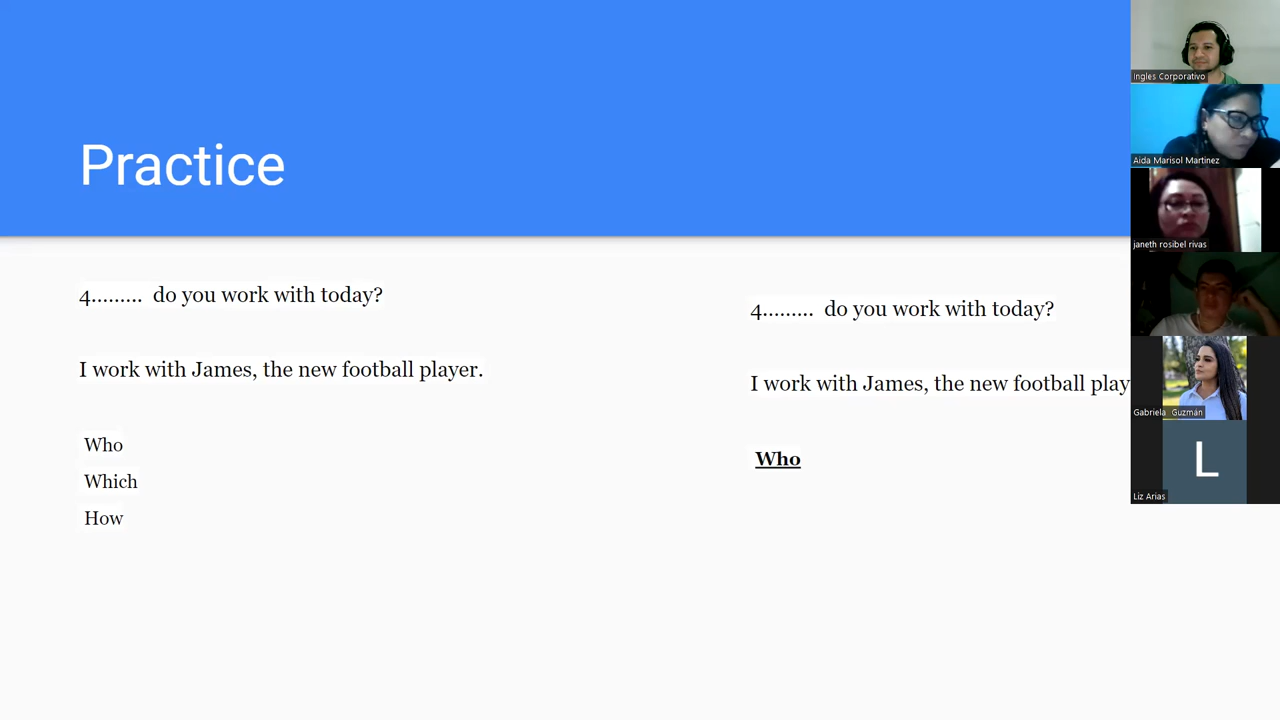 Practice
4......... do you work with today?
I work with James, the new football player.
Who
Which
How
4......... do you work with today?
I work with James, the new football play
Who
Ingles Corporativo
Aida Marisol Martinez
janeth rosibel rivas
Gabriela Guzmán
L
Liz Arias